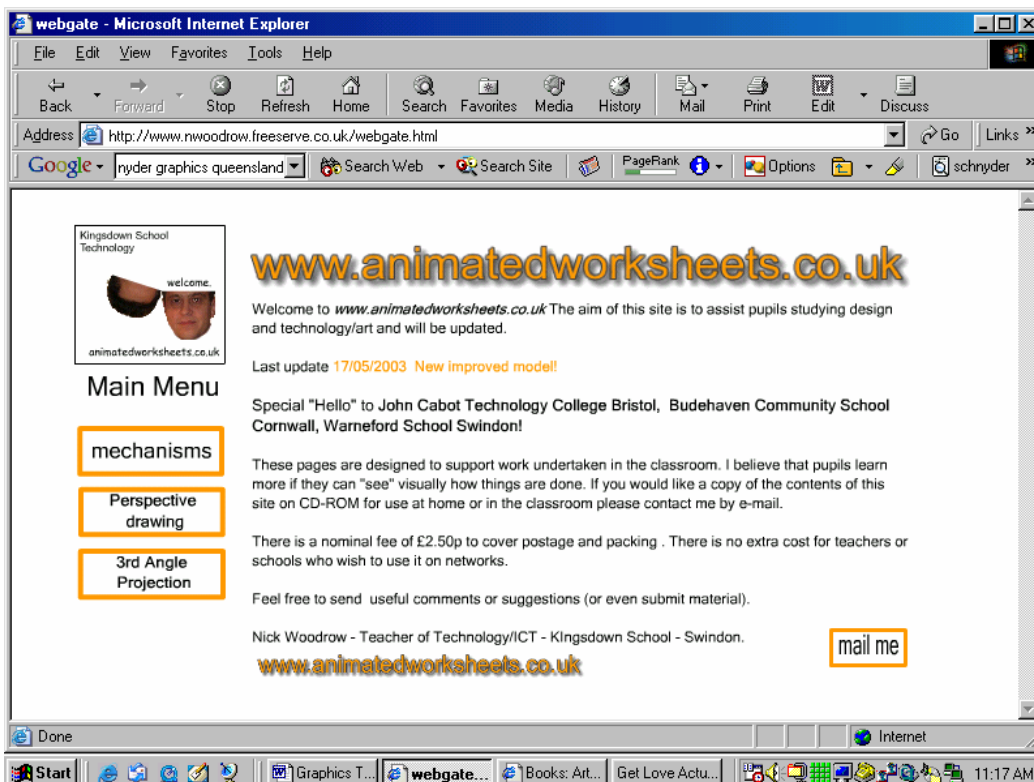 webgate - Microsoft Internet Explorer
File Edit View Favorites Tools Help
Back Forward Stop Refresh Home Search Favorites Media History Mail Print Edit Discuss
Address http://www.nwoodrow.freeserve.co.uk/webgate.html Go Links »
Google nyder graphics queensland Search Web Search Site PageRank Options schnyder »
Kingsdown School
Technology
welcome.
animatedworksheets.co.uk
Main Menu
mechanisms
Perspective
drawing
3rd Angle
Projection
www.animatedworksheets.co.uk
Welcome to www.animatedworksheets.co.uk The aim of this site is to assist pupils studying design
and technology/art and will be updated.
Last update 17/05/2003 New improved model!
Special "Hello" to John Cabot Technology College Bristol, Budehaven Community School
Cornwall, Warneford School Swindon!
These pages are designed to support work undertaken in the classroom. I believe that pupils learn
more if they can "see" visually how things are done. If you would like a copy of the contents of this
site on CD-ROM for use at home or in the classroom please contact me by e-mail.
There is a nominal fee of £2.50p to cover postage and packing . There is no extra cost for teachers or
schools who wish to use it on networks.
Feel free to send useful comments or suggestions (or even submit material).
Nick Woodrow - Teacher of Technology/ICT - KIngsdown School - Swindon.
mail me
www.animatedworksheets.co.uk
Done Internet
Start Graphics T... webgate... Books: Art... Get Love Actu... 11:17 AM